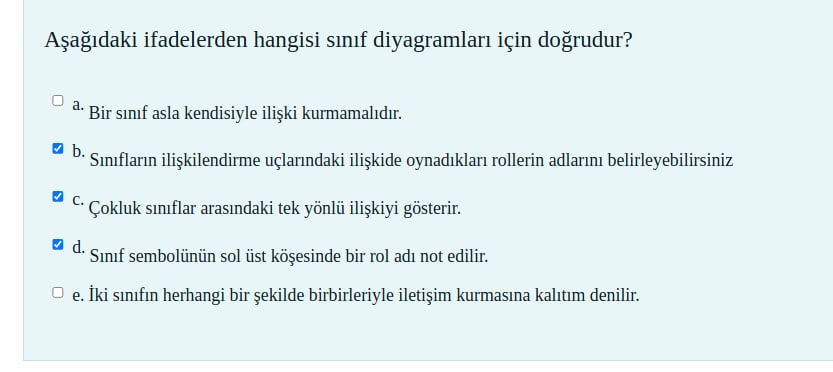 Aşağıdaki ifadelerden hangisi sınıf diyagramları için doğrudur?
a. Bir sınıf asla kendisiyle ilişki kurmamalıdır.
b. Sınıfların ilişkilendirme uçlarındaki ilişkide oynadıkları rollerin adlarını belirleyebilirsiniz
c. Çokluk sınıflar arasındaki tek yönlü ilişkiyi gösterir.
d. Sınıf sembolünün sol üst köşesinde bir rol adı not edilir.
e. İki sınıfın herhangi bir şekilde birbirleriyle iletişim kurmasına kalıtım denilir.